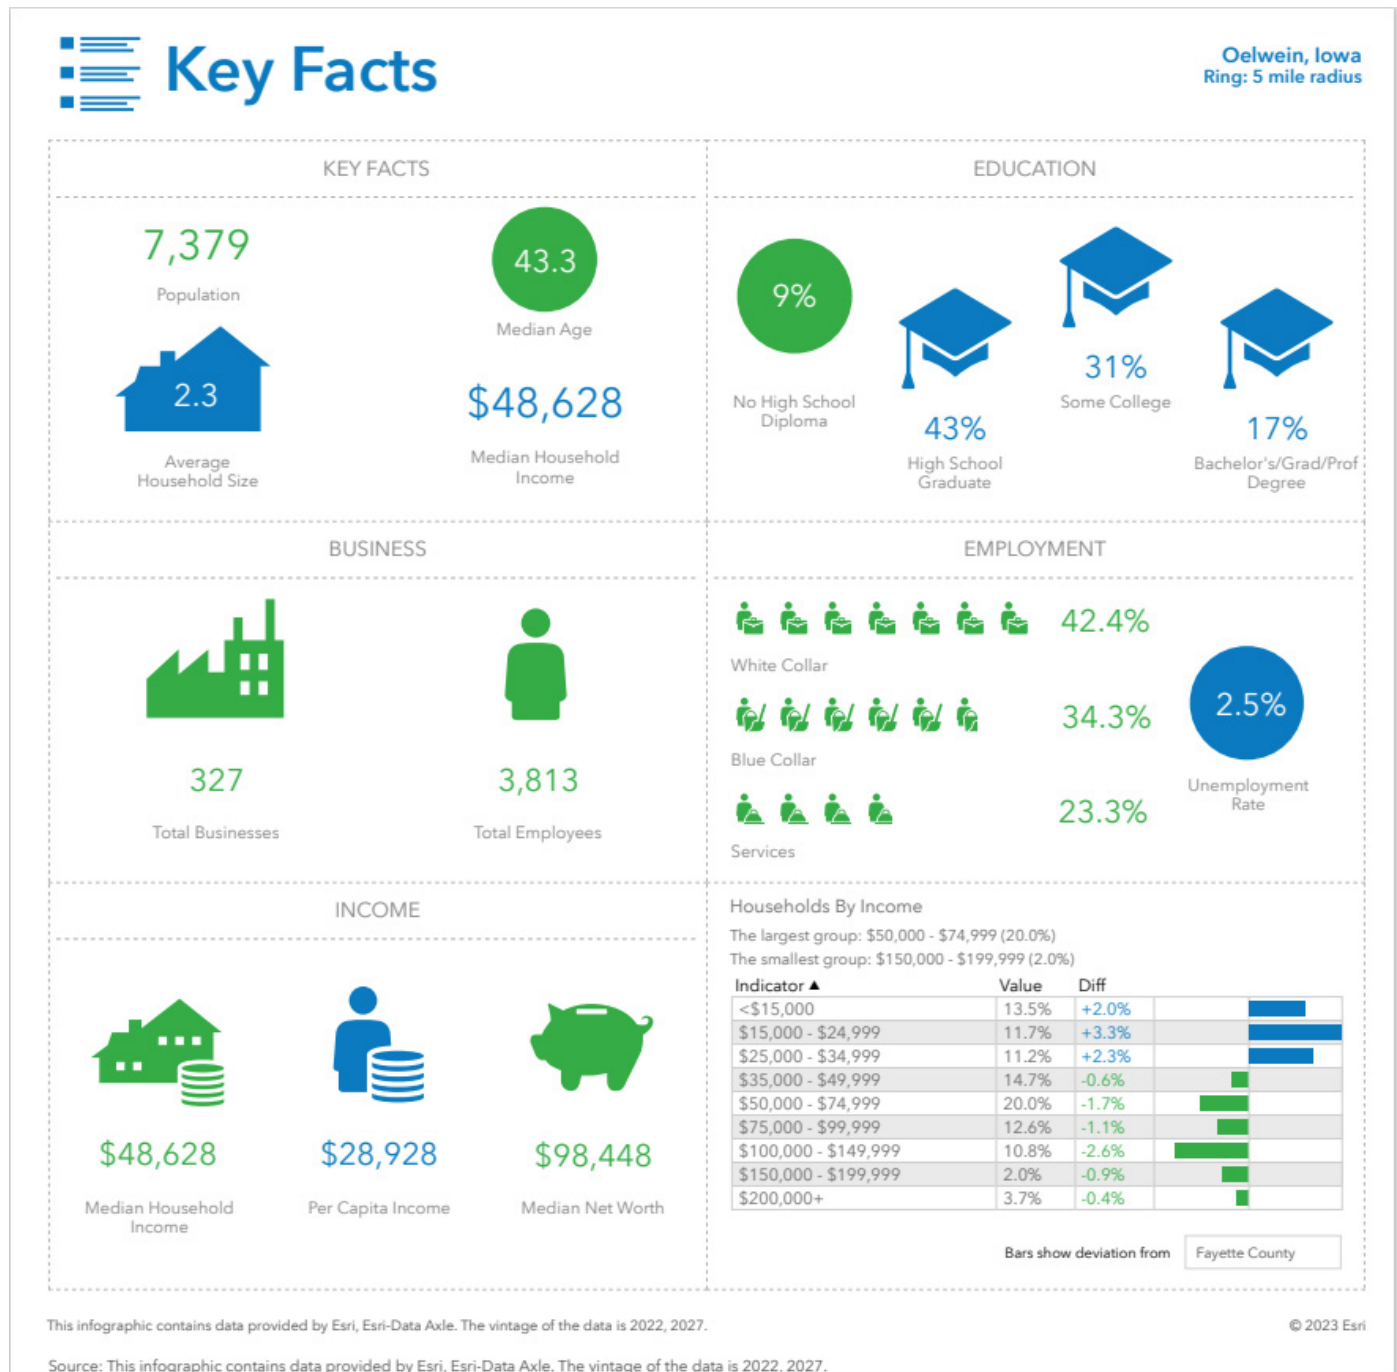 Key Facts
Oelwein, Iowa
Ring: 5 mile radius
KEY FACTS
7,379
Population
43.3
Median Age
2.3
Average
Household Size
$48,628
Median Household
Income
EDUCATION
9%
No High School
Diploma
43%
High School
Graduate
31%
Some College
17%
Bachelor's/Grad/Prof
Degree
BUSINESS
327
Total Businesses
3,813
Total Employees
EMPLOYMENT
42.4%
White Collar
34.3%
Blue Collar
23.3%
Services
2.5%
Unemployment
Rate
INCOME
$48,628
Median Household
Income
$28,928
Per Capita Income
$98,448
Median Net Worth
Households By Income
The largest group: $50,000 - $74,999 (20.0%)
The smallest group: $150,000 - $199,999 (2.0%)
Indicator ▲ Value Diff
<$15,000 13.5% +2.0%
$15,000 - $24,999 11.7% +3.3%
$25,000 - $34,999 11.2% +2.3%
$35,000 - $49,999 14.7% -0.6%
$50,000 - $74,999 20.0% -1.7%
$75,000 - $99,999 12.6% -1.1%
$100,000 - $149,999 10.8% -2.6%
$150,000 - $199,999 2.0% -0.9%
$200,000+ 3.7% -0.4%
Bars show deviation from Fayette County
This infographic contains data provided by Esri, Esri-Data Axle. The vintage of the data is 2022, 2027.
© 2023 Esri
Source: This infographic contains data provided by Esri, Esri-Data Axle. The vintage of the data is 2022, 2027.